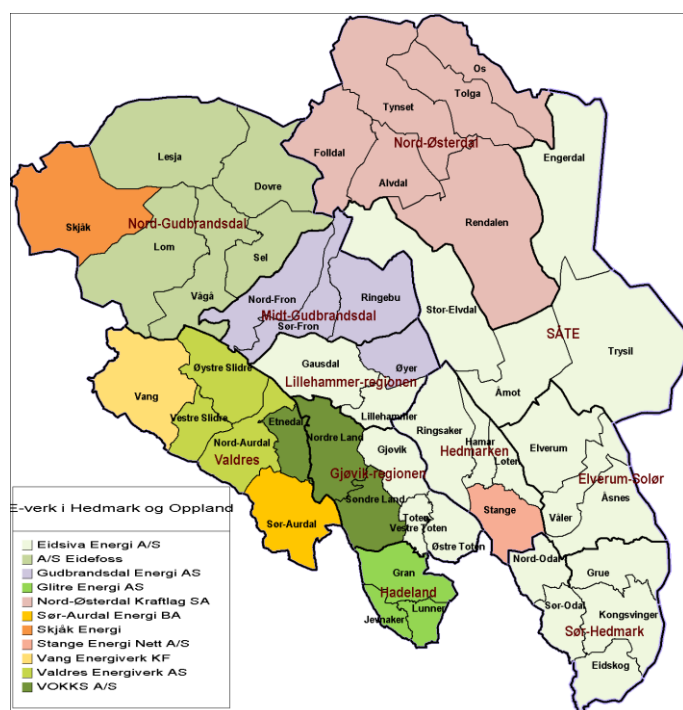 Os
Tolga
Tynset
Folldal
Nord-Østerdal
Engerdal
Lesja
Alvdal
Dovre
Rendalen
Skjåk
Nord-Gudbrandsdal
Lom
Sel
Vågå
Nord-Fron
Ringebu
Stor-Elvdal
Midt-Gudbrandsdal
Sør-Fron
SÅTE
Trysil
Gausdal
Øyer
Øystre Slidre
Lillehammer-regionen
Vang
Åmot
Vestre Slidre
Etnedal
Lillehammer
Ringsaker
Nordre Land
Nord-Aurdal
Gjovik
Hamar
Elverum
Hedmarken
Loten
Valdres
Gjøvik-regionen
Elverum-Solør
Åsnes
Søndre Land
Stange
Våler
Toten
Sør-Aurdal
Vestre Toten
Østre Toten
Nord-Odal
Gran
Grue
Hadeland
Sør-Odal
Kongsvinger
Lunner
Jevnaker
Sør-Hedmark
Eidskog
E-verk i Hedmark og Oppland
Eidsiva Energi A/S
A/S Eidefoss
Gudbrandsdal Energi AS
Glitre Energi AS
Nord-Østerdal Kraftlag SA
Sør-Aurdal Energi BA
Skjåk Energi
Stange Energi Nett A/S
Vang Energiverk KF
Valdres Energiverk AS
VOKKS A/S